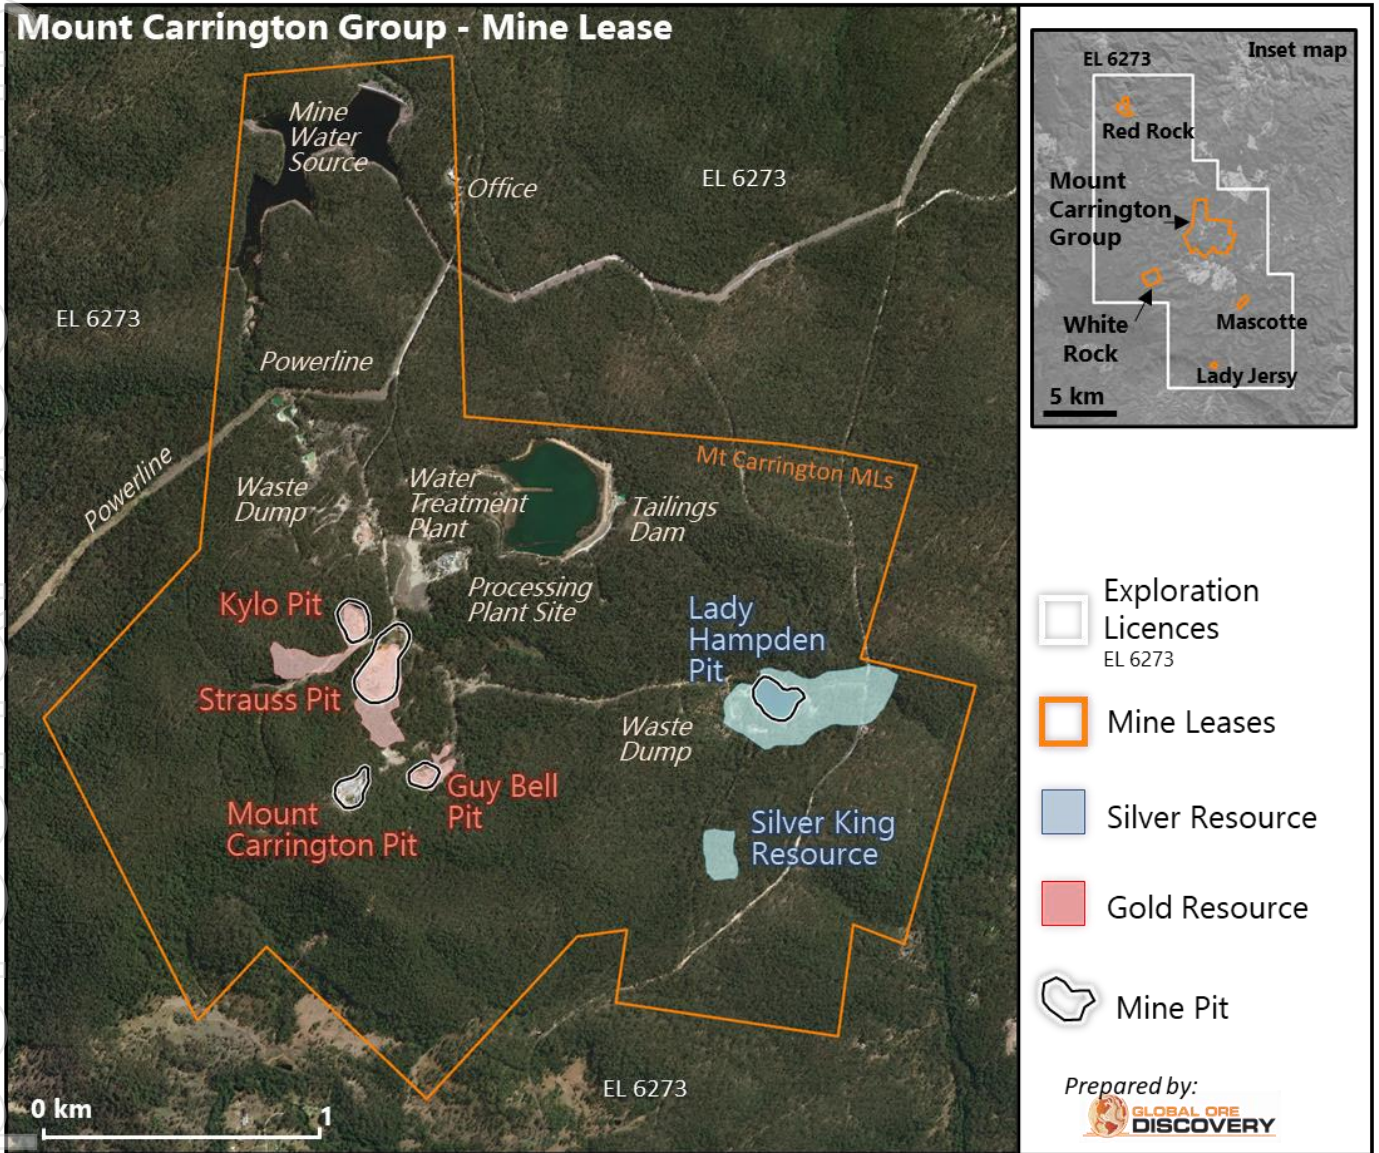 Mount Carrington Group - Mine Lease
Mine
Water
Source
Office
EL 6273
EL 6273
Powerline
Powerline
Waste
Dump
Water
Treatment
Plant
Tailings
Dam
Mt Carrington MLs
Processing
Plant Site
Kylo Pit
Strauss Pit
Lady
Hampden
Pit
Waste
Dump
Guy Bell
Pit
Mount
Carrington Pit
Silver King
Resource
EL 6273
0 km
1
Inset map
EL 6273
Red Rock
Mount
Carrington
Group
White
Rock
Mascotte
Lady Jersy
5 km
Exploration
Licences
EL 6273
Mine Leases
Silver Resource
Gold Resource
Mine Pit
Prepared by:
GLOBAL ORE
DISCOVERY